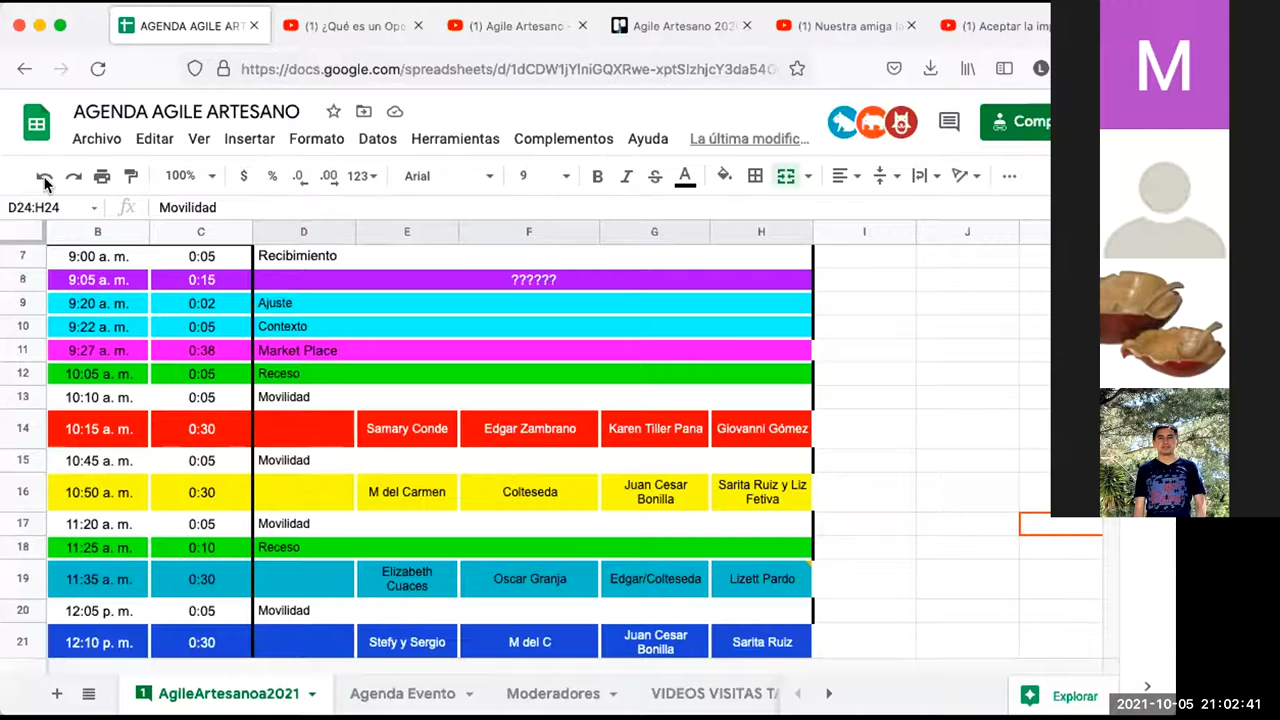 AGENDA AGILE ART
(1) ¿Qué es un Ope
(1) Agile Artesano -
Agile Artesano 202
(1) Nuestra amiga la
(1) Aceptar la im
https://docs.google.com/spreadsheets/d/
AGENDA AGILE ARTESANO
Archivo Editar Ver Insertar Formato Datos Herramientas Complementos Ayuda La última modific...
Comp
100% $ % .0 .00 123 Arial 9 B I S A
D24:H24 fx Movilidad
B C D E F G H I J
7 9:00 a. m. 0:05 Recibimiento
8 9:05 a. m. 0:15 ??????
9 9:20 a. m. 0:02 Ajuste
10 9:22 a. m. 0:05 Contexto
11 9:27 a. m. 0:38 Market Place
12 10:05 a. m. 0:05 Receso
13 10:10 a. m. 0:05 Movilidad
14 10:15 a. m. 0:30 Samary Conde Edgar Zambrano Karen Tiller Pana Giovanni Gómez
15 10:45 a. m. 0:05 Movilidad
16 10:50 a. m. 0:30 M del Carmen Colteseda Juan Cesar Bonilla Sarita Ruiz y Liz Fetiva
17 11:20 a. m. 0:05 Movilidad
18 11:25 a. m. 0:10 Receso
19 11:35 a. m. 0:30 Elizabeth Cuaces Oscar Granja Edgar/Colteseda Lizett Pardo
20 12:05 p. m. 0:05 Movilidad
21 12:10 p. m. 0:30 Stefy y Sergio M del C Juan Cesar Bonilla Sarita Ruiz
1 AgileArtesanoa2021 Agenda Evento Moderadores VIDEOS VISITAS TA
Explorar
M
2021-10-05 21:02:41